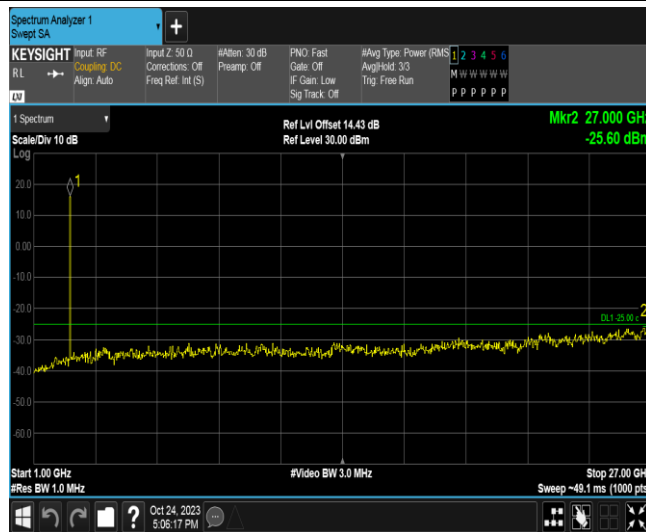 Spectrum Analyzer 1
Swept SA
+
KEYSIGHT
RL
LXI
Input: RF
Coupling: DC
Align: Auto
Input Z: 50 Ω
Corrections: Off
Freq Ref: Int (S)
#Atten: 30 dB
Preamp: Off
PNO: Fast
Gate: Off
IF Gain: Low
Sig Track: Off
#Avg Type: Power (RMS
Avg|Hold: 3/3
Trig: Free Run
1 2 3 4 5 6
M W W W W W
P P P P P P
1 Spectrum
Scale/Div 10 dB
Log
Ref Lvl Offset 14.43 dB
Ref Level 30.00 dBm
Mkr2 27.000 GHz
-25.60 dBm
1
20.0
10.0
0.00
-10.0
-20.0
-30.0
-40.0
-50.0
-60.0
2
DL1 -25.00 c
Start 1.00 GHz
#Res BW 1.0 MHz
#Video BW 3.0 MHz
Stop 27.00 GH
Sweep ~49.1 ms (1000 pts
?
Oct 24, 2023
5:06:17 PM